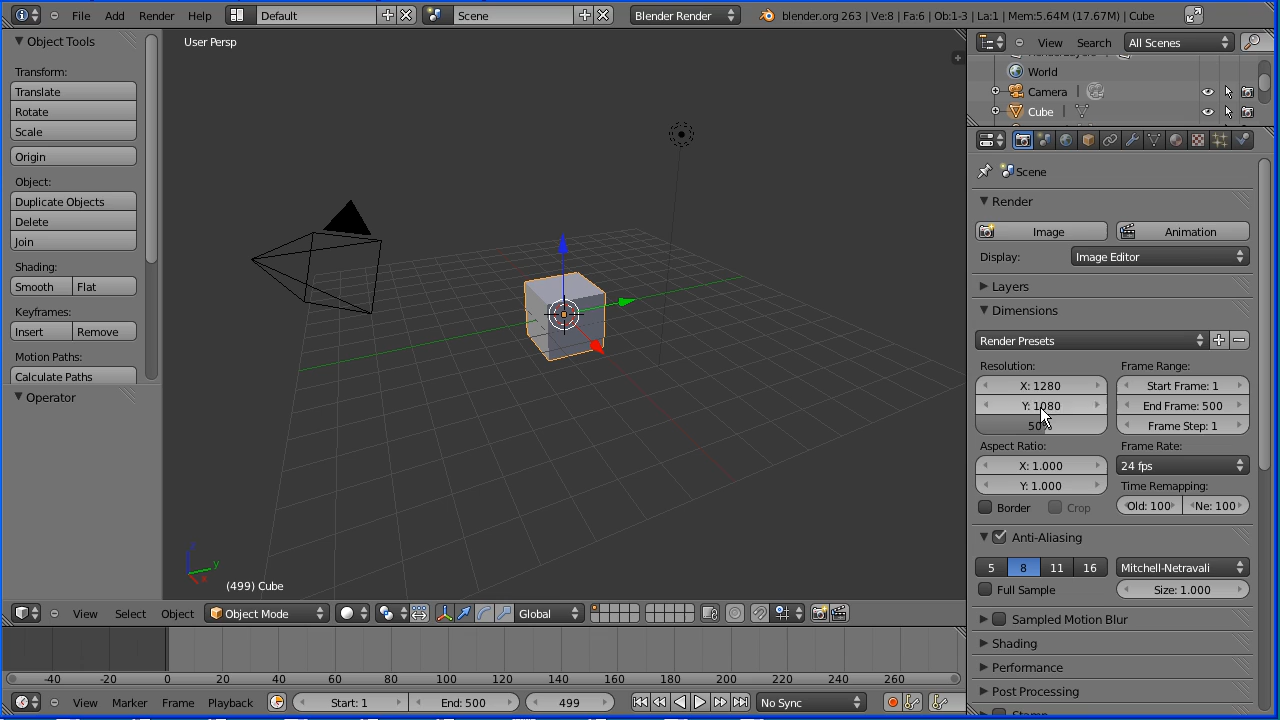 File Add Render Help Default Scene Blender Render blender.org 263 | Ve:8 | Fa:6 | Ob:1-3 | La:1 | Mem:5.64M (17.67M) | Cube
Object Tools
Transform:
Translate
Rotate
Scale
Origin
Object:
Duplicate Objects
Delete
Join
Shading:
Smooth Flat
Keyframes:
Insert Remove
Motion Paths:
Calculate Paths
Operator
User Persp
z
y
x
(499) Cube
View Select Object Object Mode Global
-40 -20 0 20 40 60 80 100 120 140 160 180 200 220 240 260
View Marker Frame Playback Start: 1 End: 500 499 No Sync
View Search All Scenes
World
Camera
Cube
Scene
Render
Image Animation
Display: Image Editor
Layers
Dimensions
Render Presets
Resolution: Frame Range:
X: 1280 Start Frame: 1
Y: 1080 End Frame: 500
50% Frame Step: 1
Aspect Ratio: Frame Rate:
X: 1.000 24 fps
Y: 1.000 Time Remapping:
Border Crop Old: 100 Ne: 100
Anti-Aliasing
5 8 11 16 Mitchell-Netravali
Full Sample Size: 1.000
Sampled Motion Blur
Shading
Performance
Post Processing